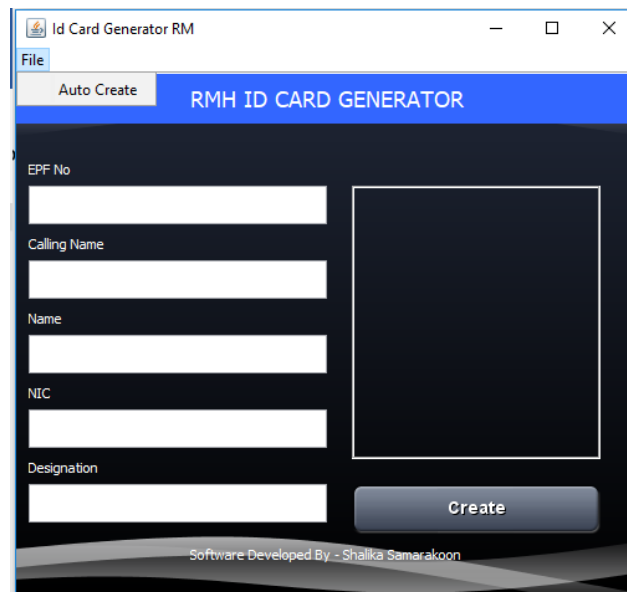 Id Card Generator RM
File
Auto Create
RMH ID CARD GENERATOR
EPF No
Calling Name
Name
NIC
Designation
Create
Software Developed By - Shalika Samarakoon